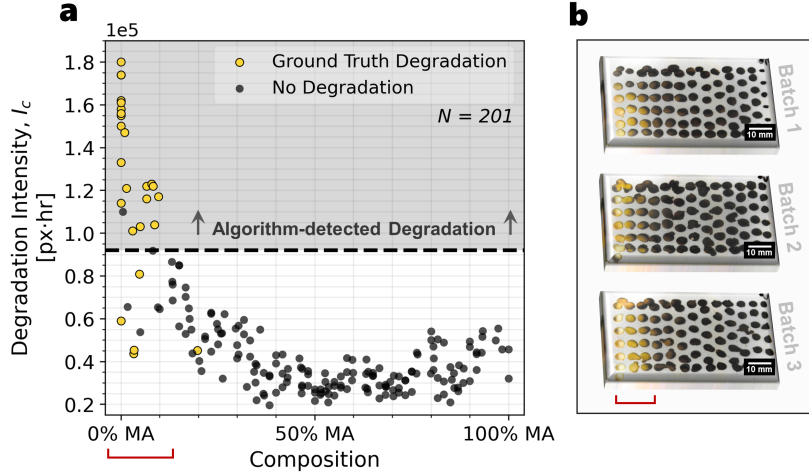 a
1e5
1.8
1.6
1.4
1.2
1.0
0.8
0.6
0.4
0.2
Degradation Intensity, I_c
[px·hr]
Ground Truth Degradation
No Degradation
N = 201
Algorithm-detected Degradation
0% MA
50% MA
100% MA
Composition
b
Batch 1
10 mm
Batch 2
10 mm
Batch 3
10 mm